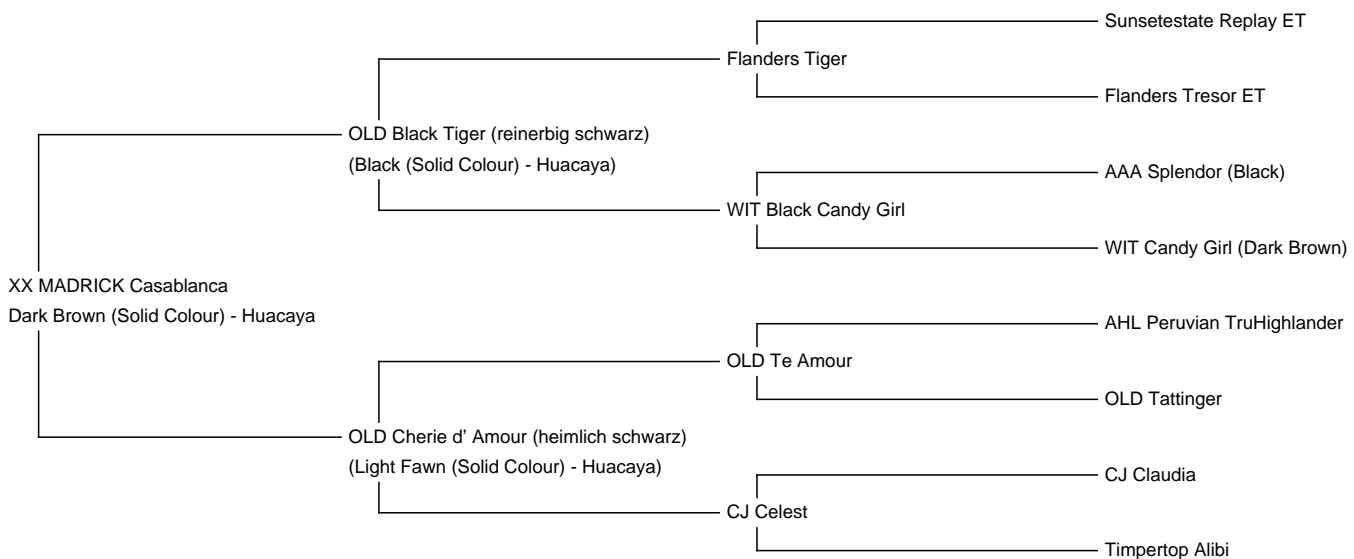 Sunsetestate Replay ET
Flanders Tiger
Flanders Tresor ET
OLD Black Tiger (reinerbig schwarz)
(Black (Solid Colour) - Huacaya)
AAA Splendor (Black)
WIT Black Candy Girl
WIT Candy Girl (Dark Brown)
XX MADRICK Casablanca
Dark Brown (Solid Colour) - Huacaya
AHL Peruvian TruHighlander
OLD Te Amour
OLD Tattinger
OLD Cherie d' Amour (heimlich schwarz)
(Light Fawn (Solid Colour) - Huacaya)
CJ Claudia
CJ Celest
Timpertop Alibi